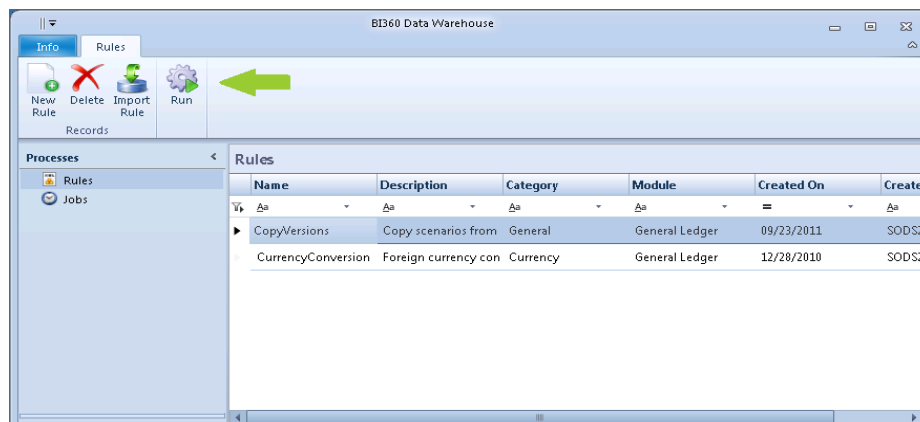 BI360 Data Warehouse
Info Rules
New Rule Delete Import Rule Run
Records
Processes
Rules
Jobs
Rules
Name Description Category Module Created On Create
Aa Aa Aa Aa = Aa
CopyVersions Copy scenarios from General General Ledger 09/23/2011 SODS
CurrencyConversion Foreign currency con Currency General Ledger 12/28/2010 SODS